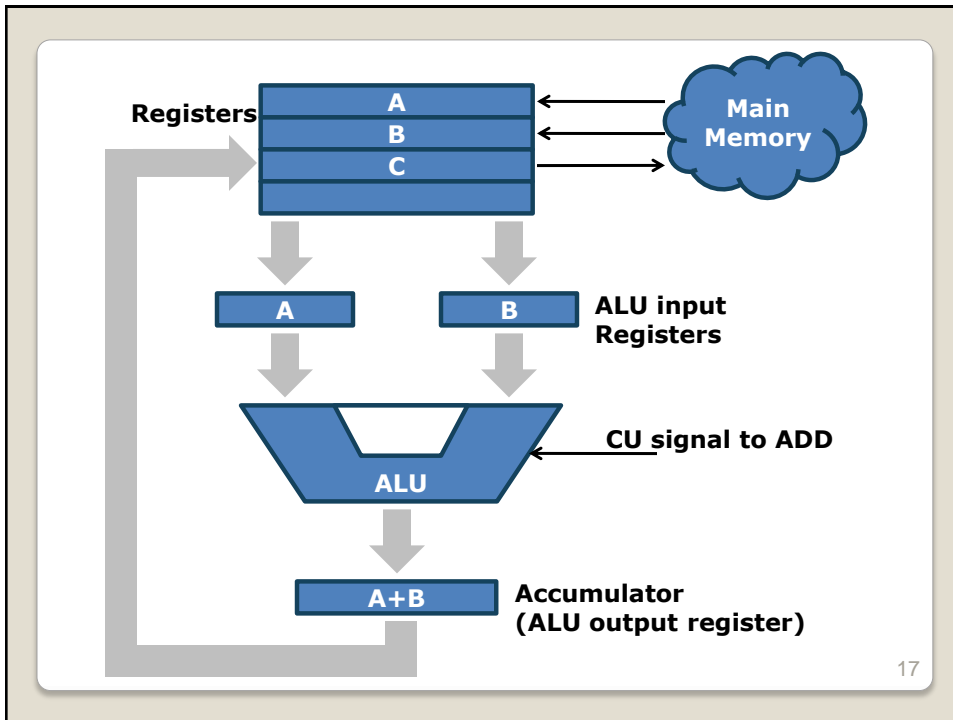 Registers
A
B
C
Main
Memory
A
B
ALU input
Registers
CU signal to ADD
ALU
A+B
Accumulator
(ALU output register)
17